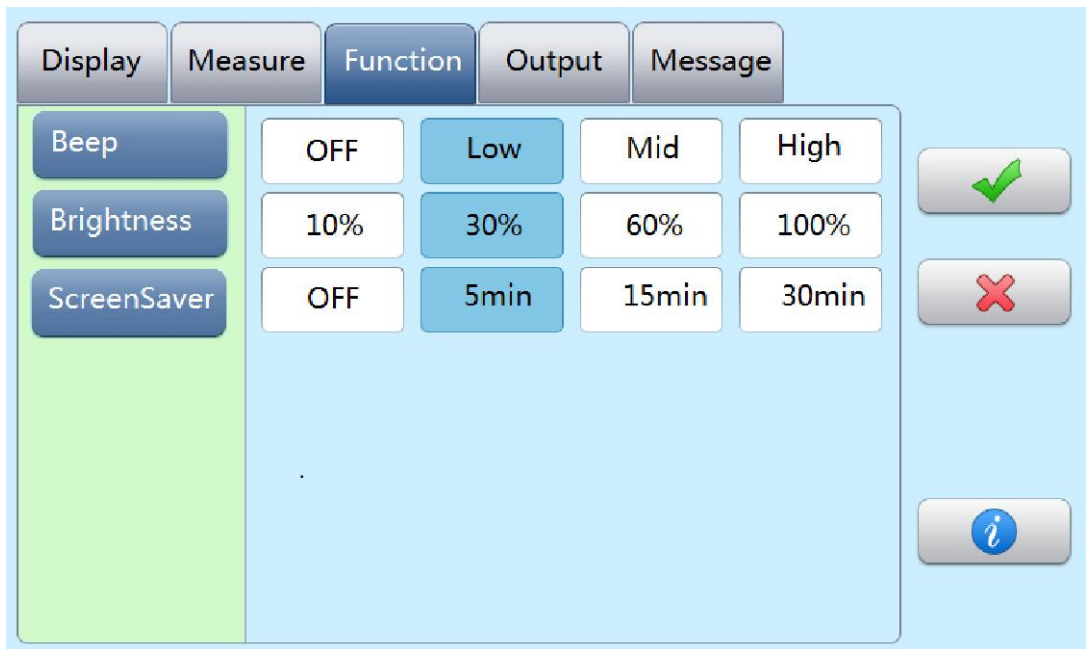 Display Measure Function Output Message
Beep OFF Low Mid High
Brightness 10% 30% 60% 100%
ScreenSaver OFF 5min 15min 30min
.
i